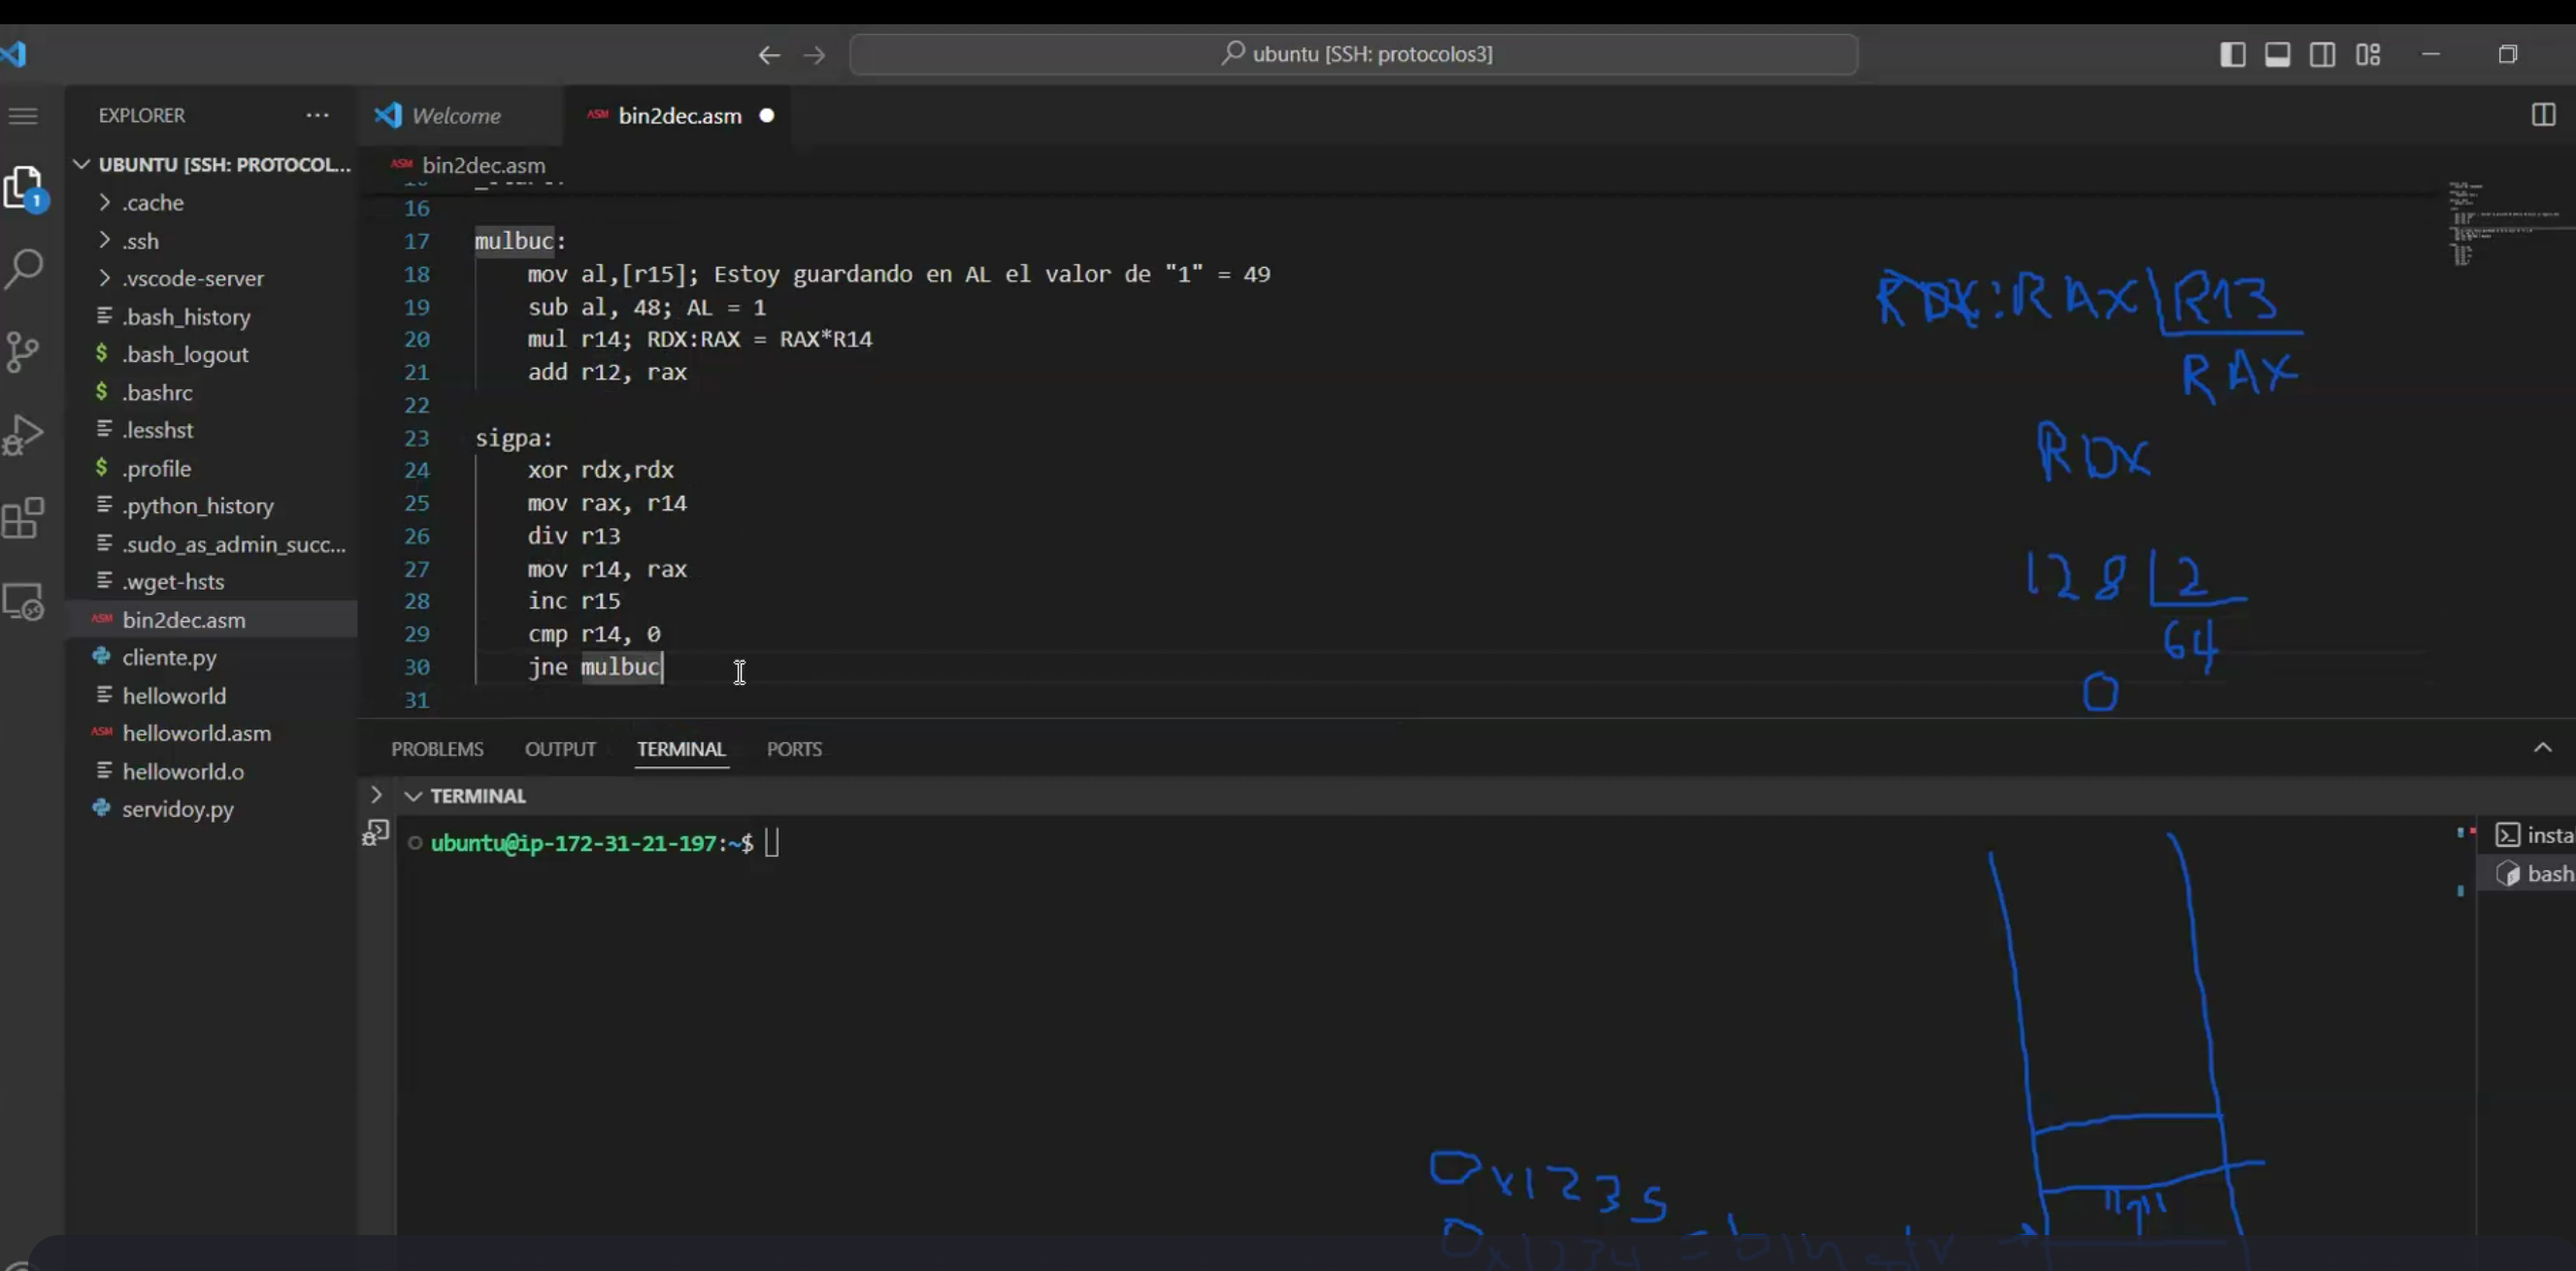 ubuntu [SSH: protocolos3]
EXPLORER ...
Welcome
bin2dec.asm
UBUNTU [SSH: PROTOCOL...
bin2dec.asm
.cache
.ssh
.vscode-server
.bash_history
.bash_logout
.bashrc
.lesshst
.profile
.python_history
.sudo_as_admin_succ...
.wget-hsts
bin2dec.asm
cliente.py
helloworld
helloworld.asm
helloworld.o
servidoy.py
1
16
17 mulbuc:
18 mov al,[r15]; Estoy guardando en AL el valor de "1" = 49
19 sub al, 48; AL = 1
20 mul r14; RDX:RAX = RAX*R14
21 add r12, rax
22
23 sigpa:
24 xor rdx,rdx
25 mov rax, r14
26 div r13
27 mov r14, rax
28 inc r15
29 cmp r14, 0
30 jne mulbuc
31
RDX:RAX R13
RAX
RDX
128 2
64
0
PROBLEMS OUTPUT TERMINAL PORTS
TERMINAL
ubuntu@ip-172-31-21-197:~$
insta
bash
0x1235
"1"
0x1234 =